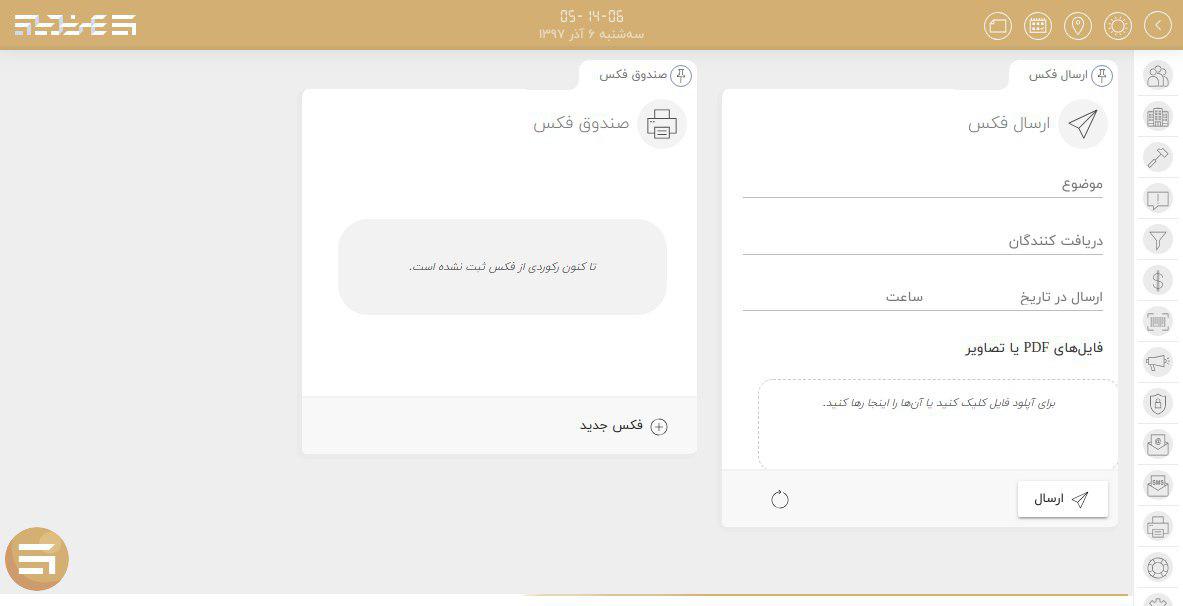 05-14-06
سه‌شنبه ۶ آذر ۱۳۹۷
ارسال فکس
ارسال فکس
موضوع
دریافت کنندگان
ارسال در تاریخ
ساعت
فایل‌های PDF یا تصاویر
برای آپلود فایل کلیک کنید یا آن‌ها را اینجا رها کنید.
ارسال
صندوق فکس
صندوق فکس
تا کنون رکوردی از فکس ثبت نشده است.
فکس جدید
SMS